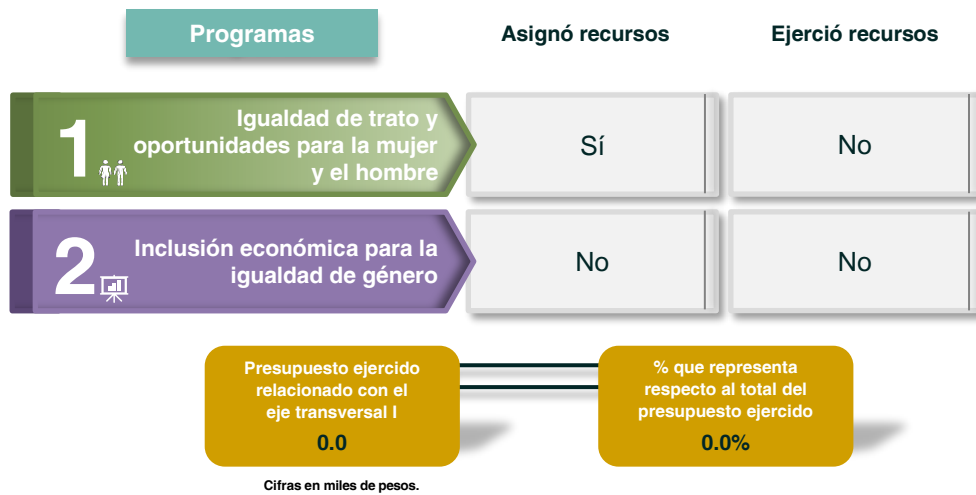 Programas
Asignó recursos
Ejerció recursos
1
Igualdad de trato y
oportunidades para la mujer
y el hombre
Sí
No
2
Inclusión económica para la
igualdad de género
No
No
Presupuesto ejercido
relacionado con el
eje transversal I
0.0
% que representa
respecto al total del
presupuesto ejercido
0.0%
Cifras en miles de pesos.